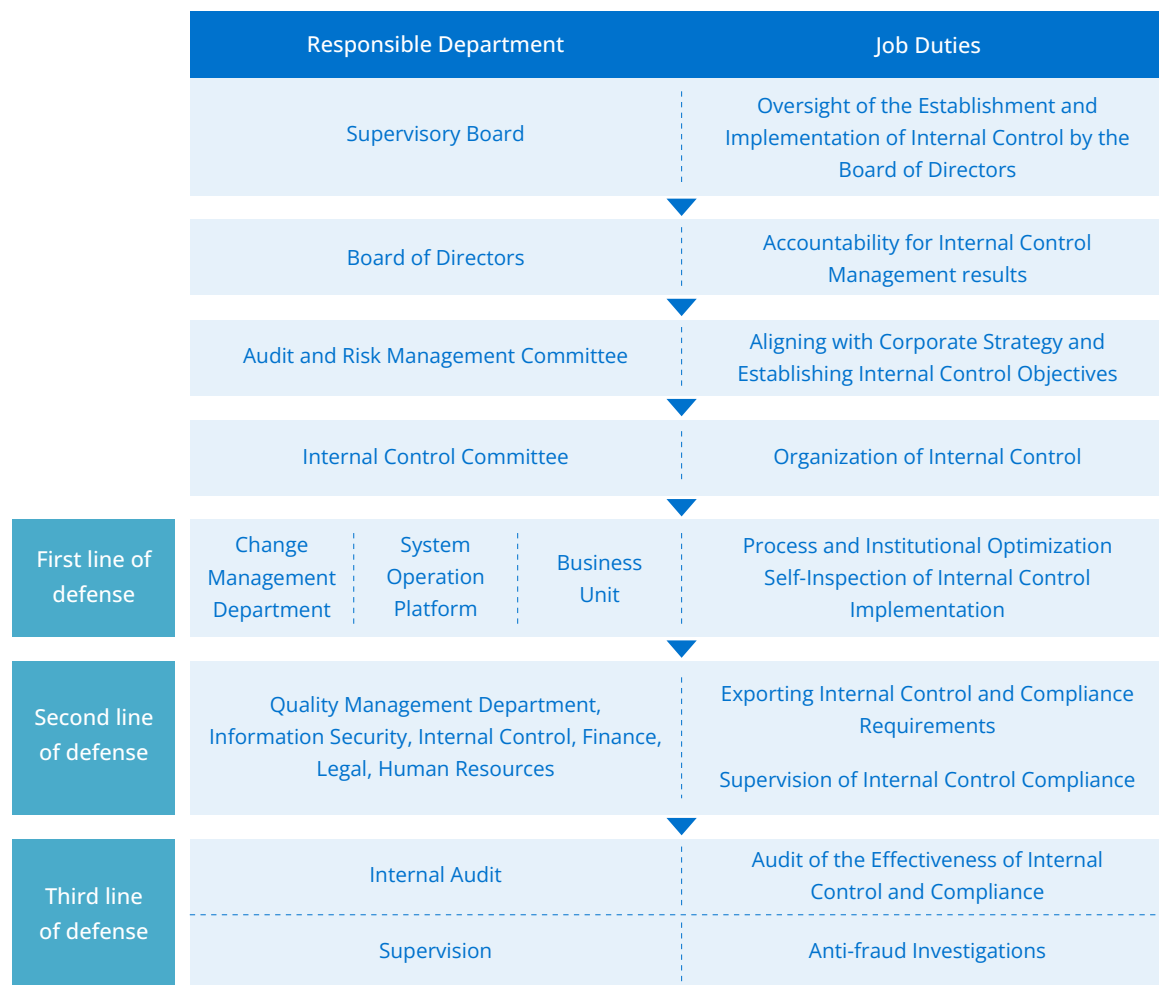 Responsible Department
Job Duties
Supervisory Board
Oversight of the Establishment and
Implementation of Internal Control by the
Board of Directors
Board of Directors
Accountability for Internal Control
Management results
Audit and Risk Management Committee
Aligning with Corporate Strategy and
Establishing Internal Control Objectives
Internal Control Committee
Organization of Internal Control
First line of
defense
Change
Management
Department
System
Operation
Platform
Business
Unit
Process and Institutional Optimization
Self-Inspection of Internal Control
Implementation
Second line
of defense
Quality Management Department,
Information Security, Internal Control, Finance,
Legal, Human Resources
Exporting Internal Control and Compliance
Requirements
Supervision of Internal Control Compliance
Third line
of defense
Internal Audit
Audit of the Effectiveness of Internal
Control and Compliance
Supervision
Anti-fraud Investigations